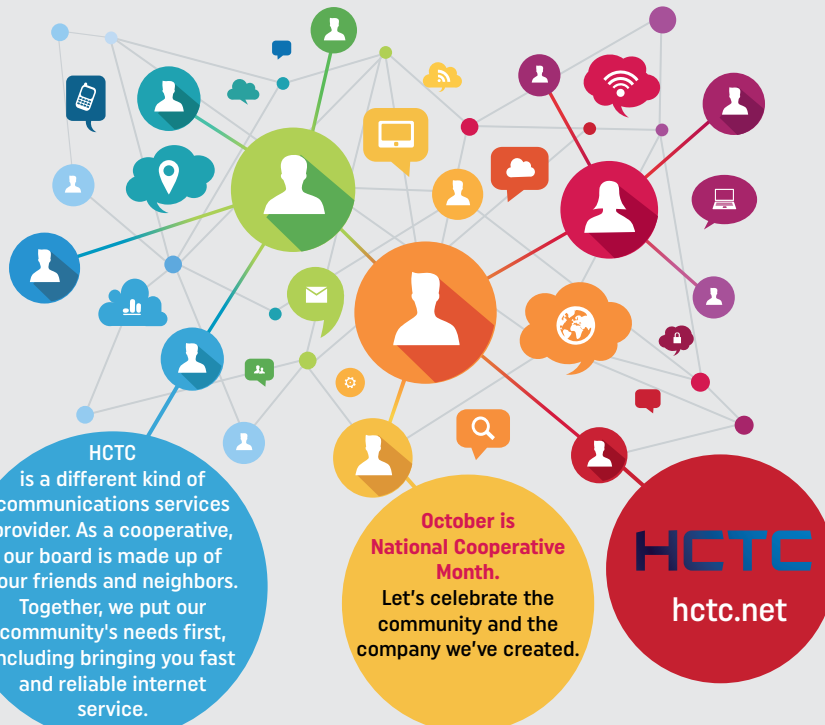 HCTC
is a different kind of
communications services
provider. As a cooperative,
our board is made up of
your friends and neighbors.
Together, we put our
community's needs first,
including bringing you fast
and reliable internet
service.
October is
National Cooperative
Month.
Let's celebrate the
community and the
company we've created.
HCTC
hctc.net